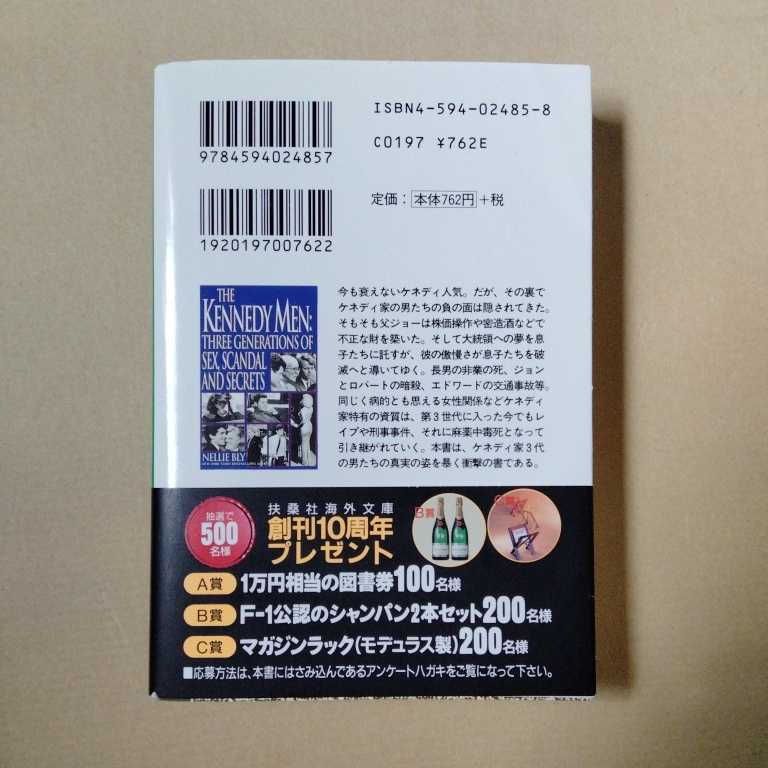 ISBN4-594-02485-8
C0197 ¥762E
9784594024857
定価：本体762円＋税
1920197007622
THE
KENNEDY MEN:
THREE GENERATIONS OF
SEX, SCANDAL
AND SECRETS
NELLIE BLY
今も衰えないケネディ人気。だが、その裏で
ケネディ家の男たちの負の面は隠されてきた。
そもそも父ジョーは株価操作や密造酒などで
不正な財を築いた。そして大統領への夢を息
子たちに託すが、彼の傲慢さが息子たちを破
滅へと導いてゆく。長男の非業の死、ジョン
とロバートの暗殺、エドワードの交通事故等。
同じく病的とも思える女性関係などケネディ
家特有の資質は、第３世代に入った今でもレ
イプや刑事事件、それに麻薬中毒死となって
引き継がれていく。本書は、ケネディ家３代
の男たちの真実の姿を暴く衝撃の書である。
抽選で
500
名様
扶桑社海外文庫
創刊10周年
プレゼント
B賞
C賞
A賞 1万円相当の図書券100名様
B賞 F-1公認のシャンパン2本セット200名様
C賞 マガジンラック(モデュラス製)200名様
■応募方法は、本書にはさみ込んであるアンケートハガキをご覧になって下さい。